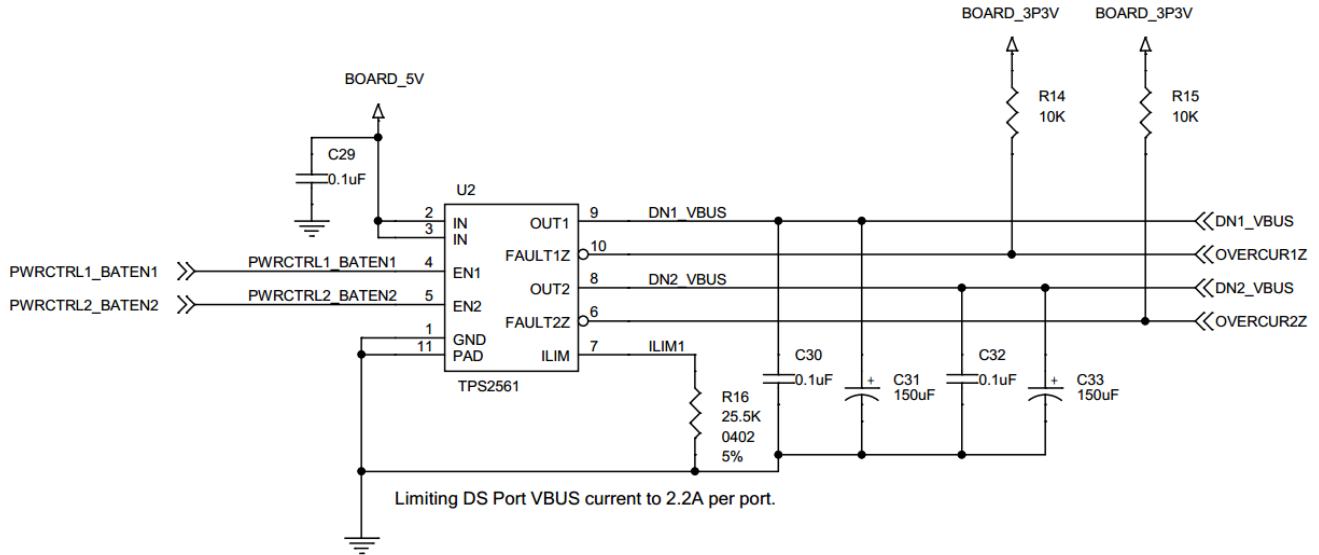 BOARD_3P3V
BOARD_3P3V
BOARD_5V
R14
10K
R15
10K
C29
0.1uF
U2
2
IN
3
IN
OUT1
9
DN1_VBUS
DN1_VBUS
FAULT1Z
10
OVERCUR1Z
PWRCTRL1_BATEN1
PWRCTRL1_BATEN1
4
EN1
OUT2
8
DN2_VBUS
DN2_VBUS
PWRCTRL2_BATEN2
PWRCTRL2_BATEN2
5
EN2
FAULT2Z
6
OVERCUR2Z
1
GND
11
PAD
ILIM
7
ILIM1
TPS2561
C30
0.1uF
+
C31
150uF
C32
0.1uF
+
C33
150uF
R16
25.5K
0402
5%
Limiting DS Port VBUS current to 2.2A per port.